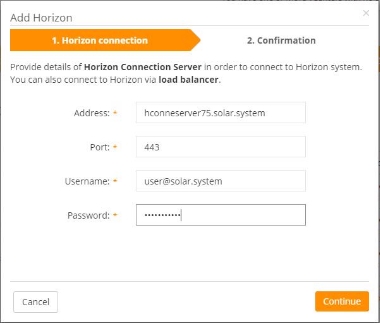 Add Horizon
×
1. Horizon connection
2. Confirmation
Provide details of Horizon Connection Server in order to connect to Horizon system.
You can also connect to Horizon via load balancer.
Address: * hconneserver75.solar.system
Port: * 443
Username: * user@solar.system
Password: * •••••••••••
Cancel
Continue